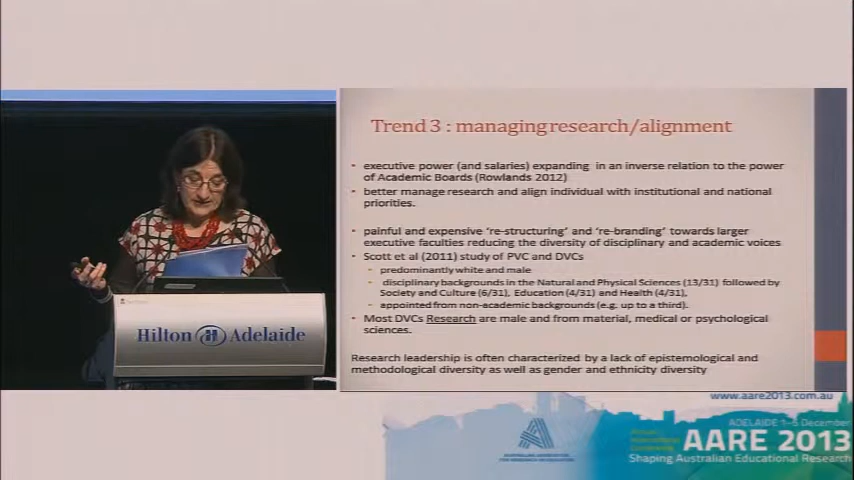 Trend 3 : managing research/alignment
• executive power (and salaries) expanding in an inverse relation to the power
of Academic Boards (Rowlands 2012)
• better manage research and align individual with institutional and national
priorities.
• painful and expensive 're-structuring' and 're-branding' towards larger
executive faculties reducing the diversity of disciplinary and academic voices
• Scott et al (2011) study of PVC and DVCs
– predominantly white and male
– disciplinary backgrounds in the Natural and Physical Sciences (13/31) followed by
Society and Culture (6/31), Education (4/31) and Health (4/31),
– appointed from non-academic backgrounds (e.g. up to a third).
• Most DVCs Research are male and from material, medical or psychological
sciences.
Research leadership is often characterized by a lack of epistemological and
methodological diversity as well as gender and ethnicity diversity
Hilton H Adelaide
www.aare2013.com.au
ADELAIDE 1–5 December
AARE 2013
Shaping Australian Educational Research